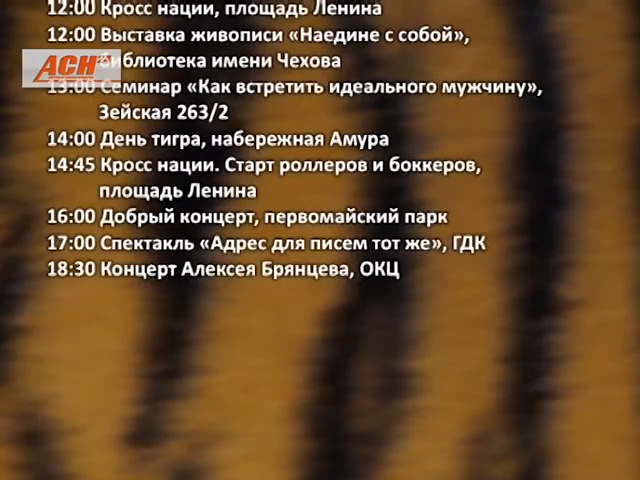 12:00 Кросс нации, площадь Ленина
12:00 Выставка живописи «Наедине с собой»,
библиотека имени Чехова
АСН
13:00 Семинар «Как встретить идеального мужчину»,
Зейская 263/2
14:00 День тигра, набережная Амура
14:45 Кросс нации. Старт роллеров и боккеров,
площадь Ленина
16:00 Добрый концерт, первомайский парк
17:00 Спектакль «Адрес для писем тот же», ГДК
18:30 Концерт Алексея Брянцева, ОКЦ